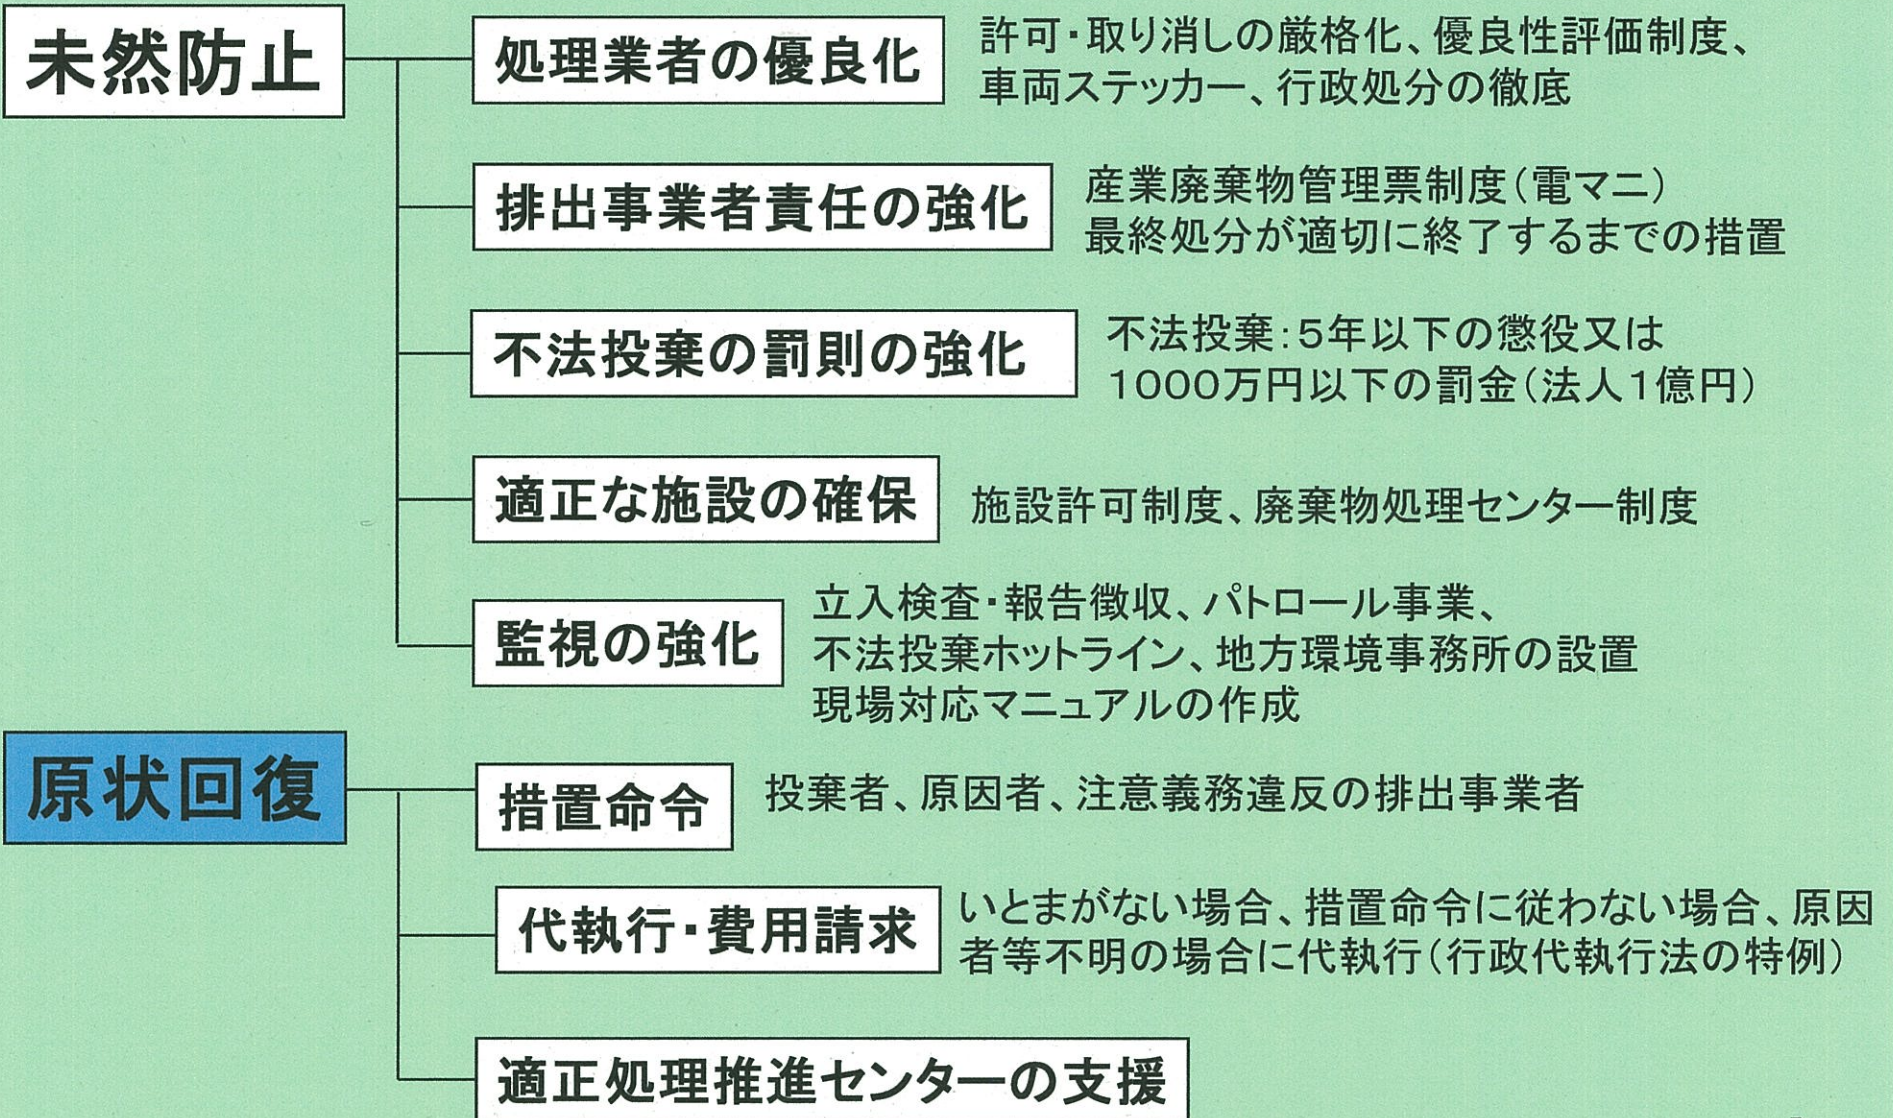 未然防止
処理業者の優良化
許可・取り消しの厳格化、優良性評価制度、
車両ステッカー、行政処分の徹底
排出事業者責任の強化
産業廃棄物管理票制度(電マニ)
最終処分が適切に終了するまでの措置
不法投棄の罰則の強化
不法投棄:5年以下の懲役又は
1000万円以下の罰金(法人1億円)
適正な施設の確保
施設許可制度、廃棄物処理センター制度
監視の強化
立入検査・報告徴収、パトロール事業、
不法投棄ホットライン、地方環境事務所の設置
現場対応マニュアルの作成
原状回復
措置命令
投棄者、原因者、注意義務違反の排出事業者
代執行・費用請求
いとまがない場合、措置命令に従わない場合、原因
者等不明の場合に代執行(行政代執行法の特例)
適正処理推進センターの支援